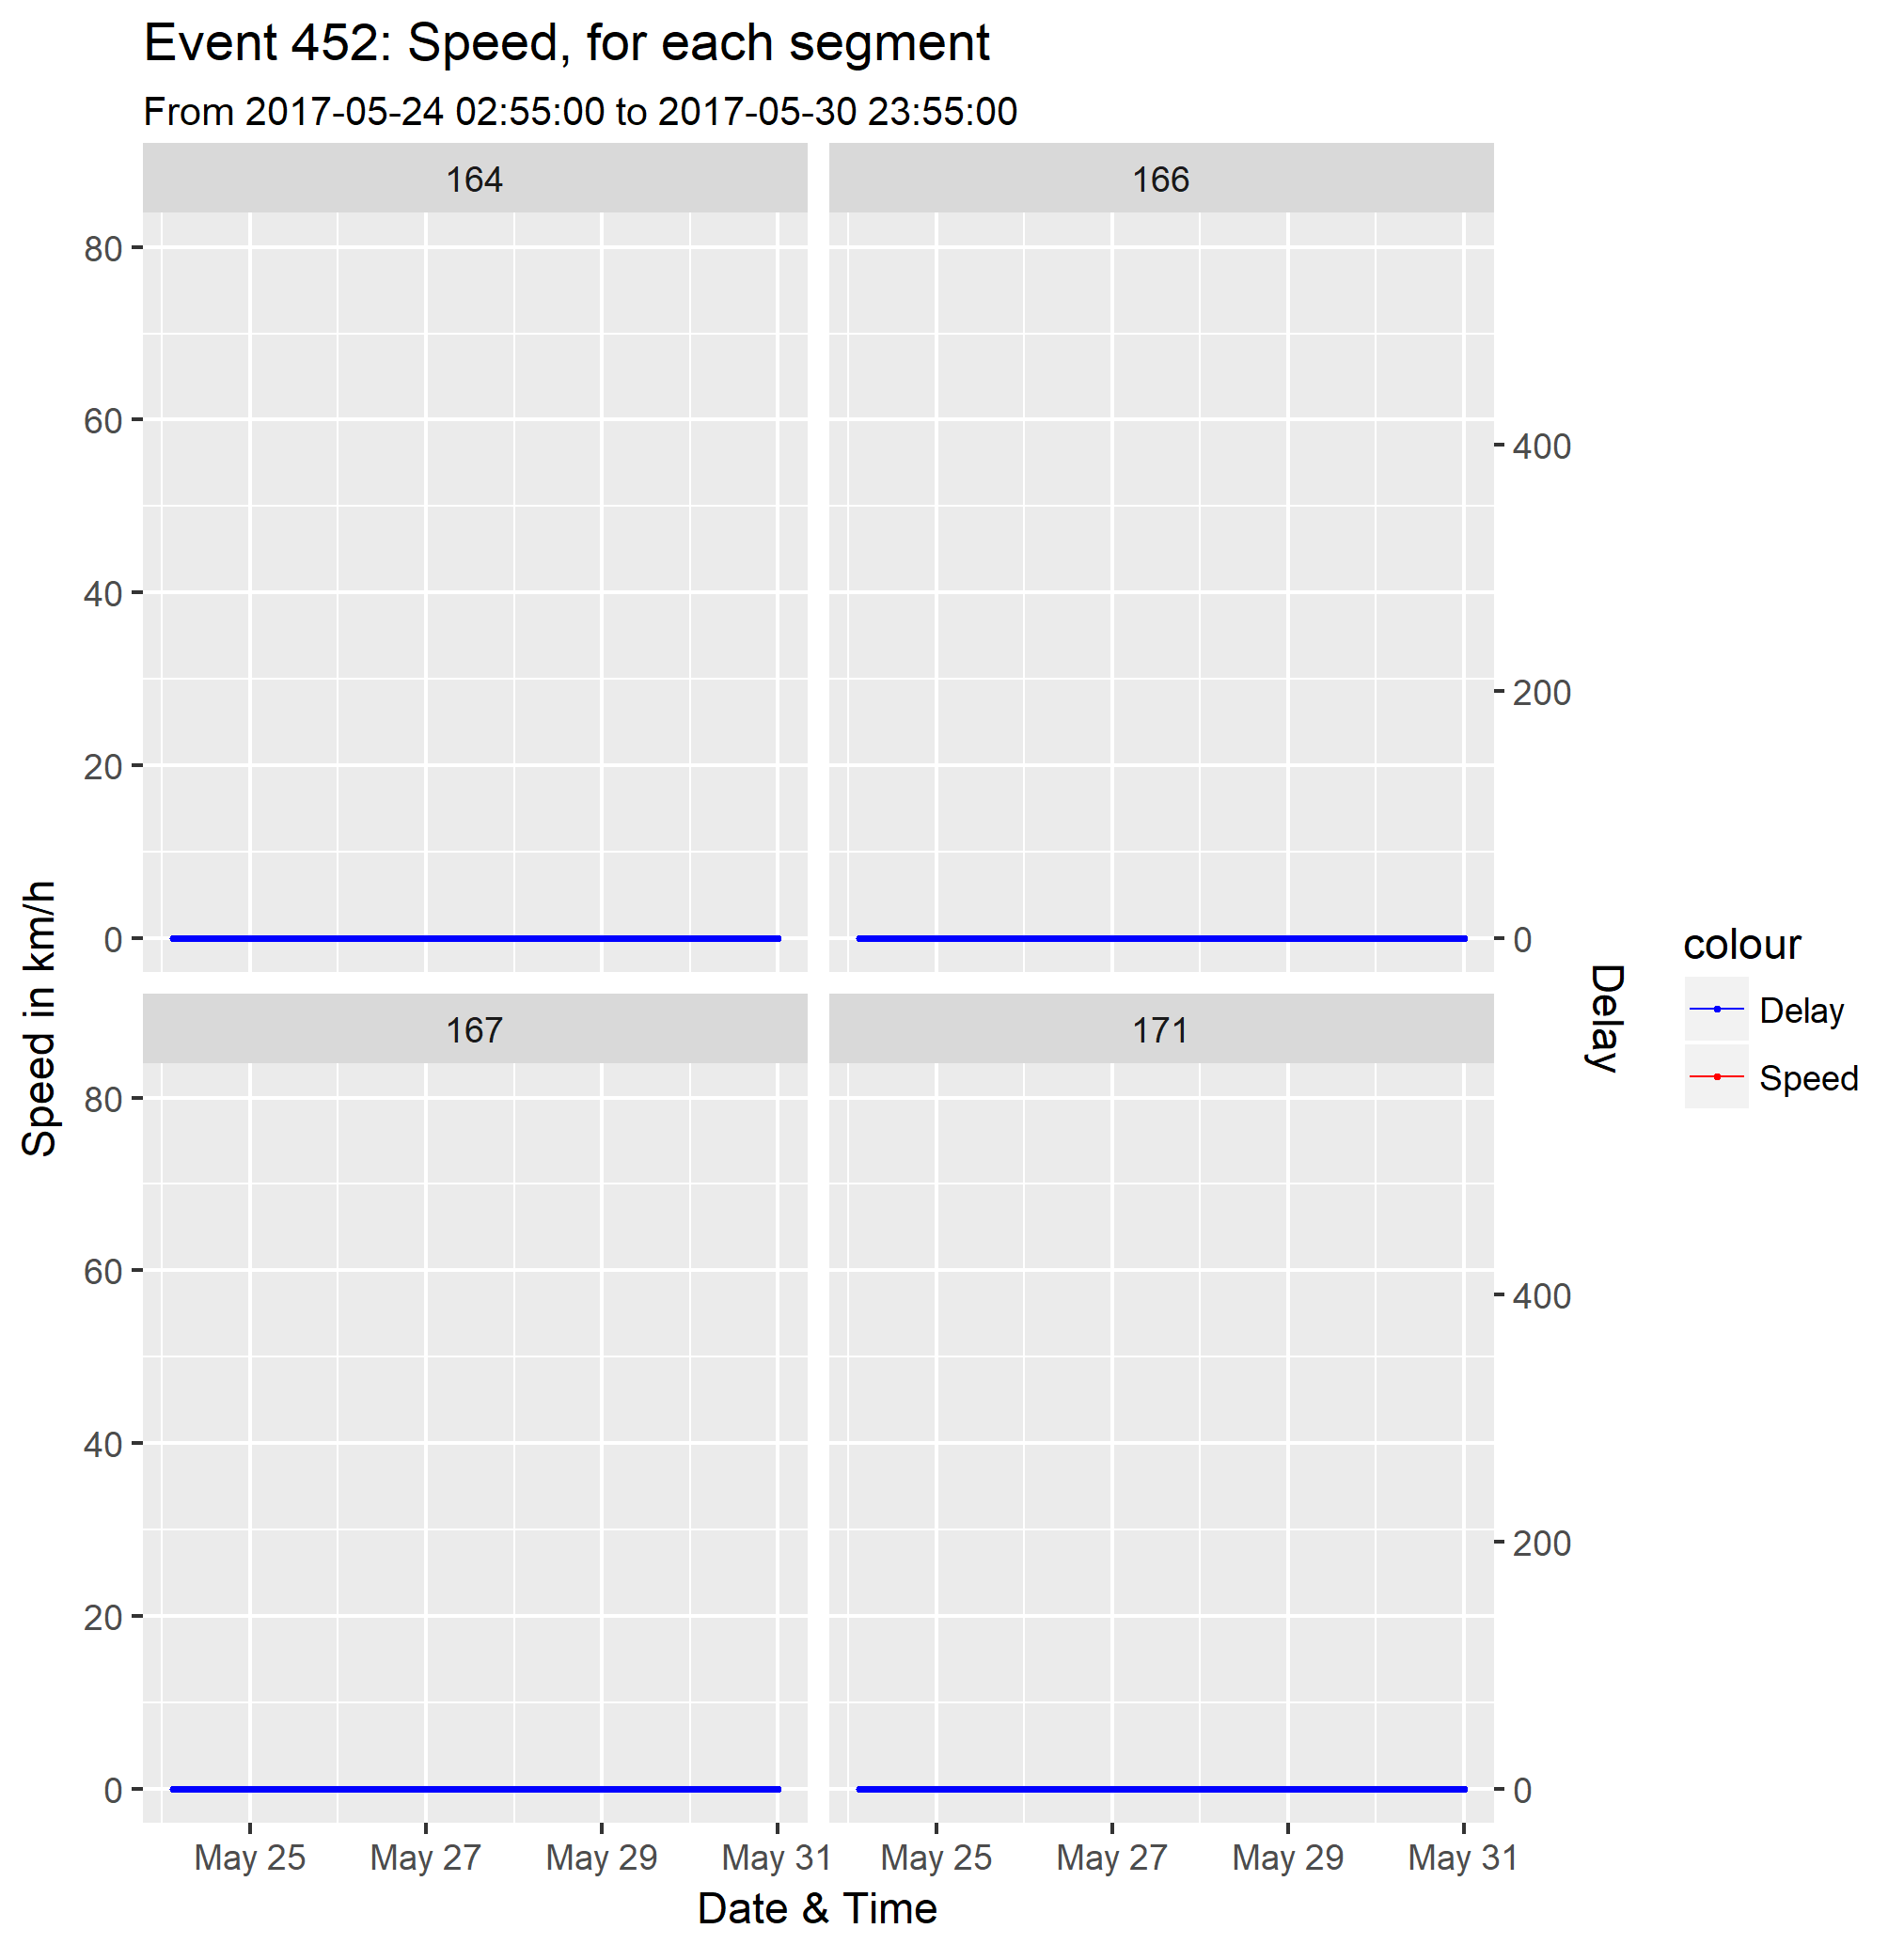 Event 452: Speed, for each segment
From 2017-05-24 02:55:00 to 2017-05-30 23:55:00
164
166
80
60
40
20
0
400
200
0
167
171
80
60
40
20
0
400
200
0
May 25
May 27
May 29
May 31
May 25
May 27
May 29
May 31
Date & Time
Speed in km/h
Delay
colour
Delay
Speed